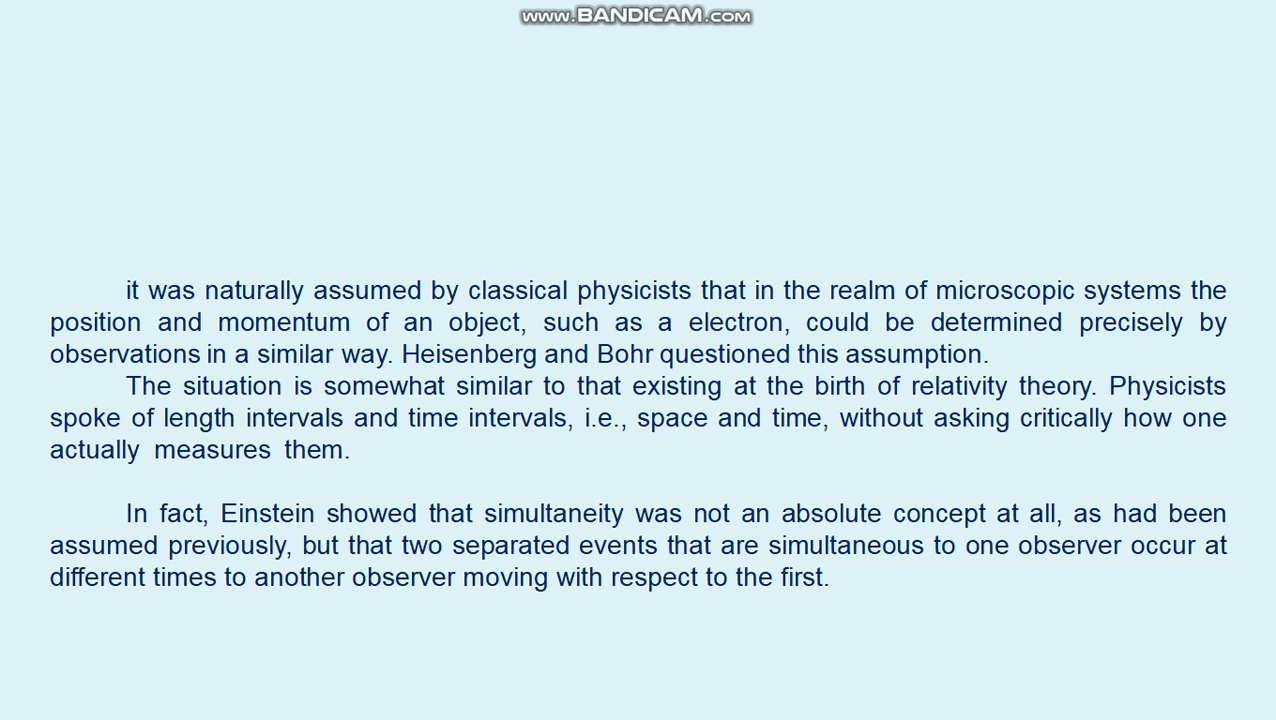 www.BANDICAM.com
it was naturally assumed by classical physicists that in the realm of microscopic systems the
position and momentum of an object, such as a electron, could be determined precisely by
observations in a similar way. Heisenberg and Bohr questioned this assumption.
The situation is somewhat similar to that existing at the birth of relativity theory. Physicists
spoke of length intervals and time intervals, i.e., space and time, without asking critically how one
actually measures them.
In fact, Einstein showed that simultaneity was not an absolute concept at all, as had been
assumed previously, but that two separated events that are simultaneous to one observer occur at
different times to another observer moving with respect to the first.